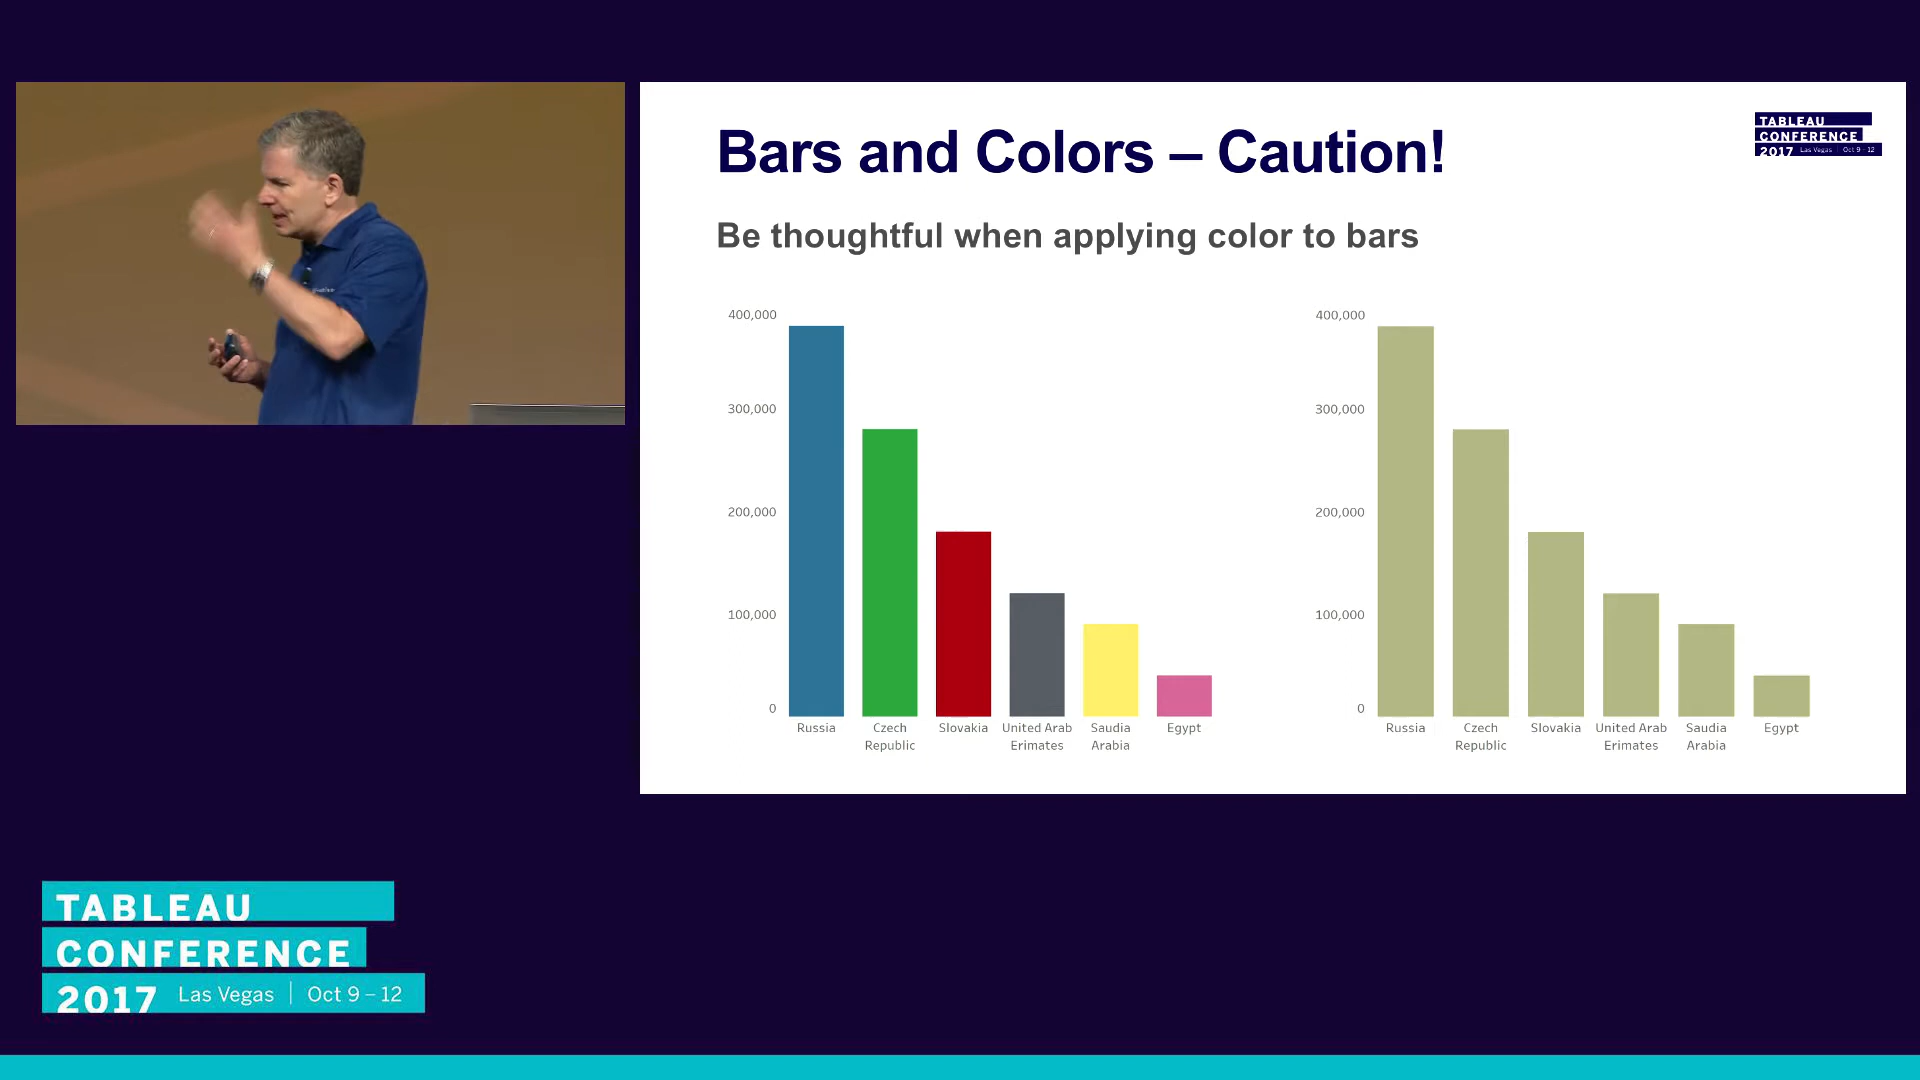 Bars and Colors – Caution!
TABLEAU
CONFERENCE
2017 Las Vegas | Oct 9 - 12
Be thoughtful when applying color to bars
400,000
300,000
200,000
100,000
0
Russia
Czech
Republic
Slovakia
United Arab
Erimates
Saudia
Arabia
Egypt
400,000
300,000
200,000
100,000
0
Russia
Czech
Republic
Slovakia
United Arab
Erimates
Saudia
Arabia
Egypt
TABLEAU
CONFERENCE
2017 Las Vegas | Oct 9 – 12